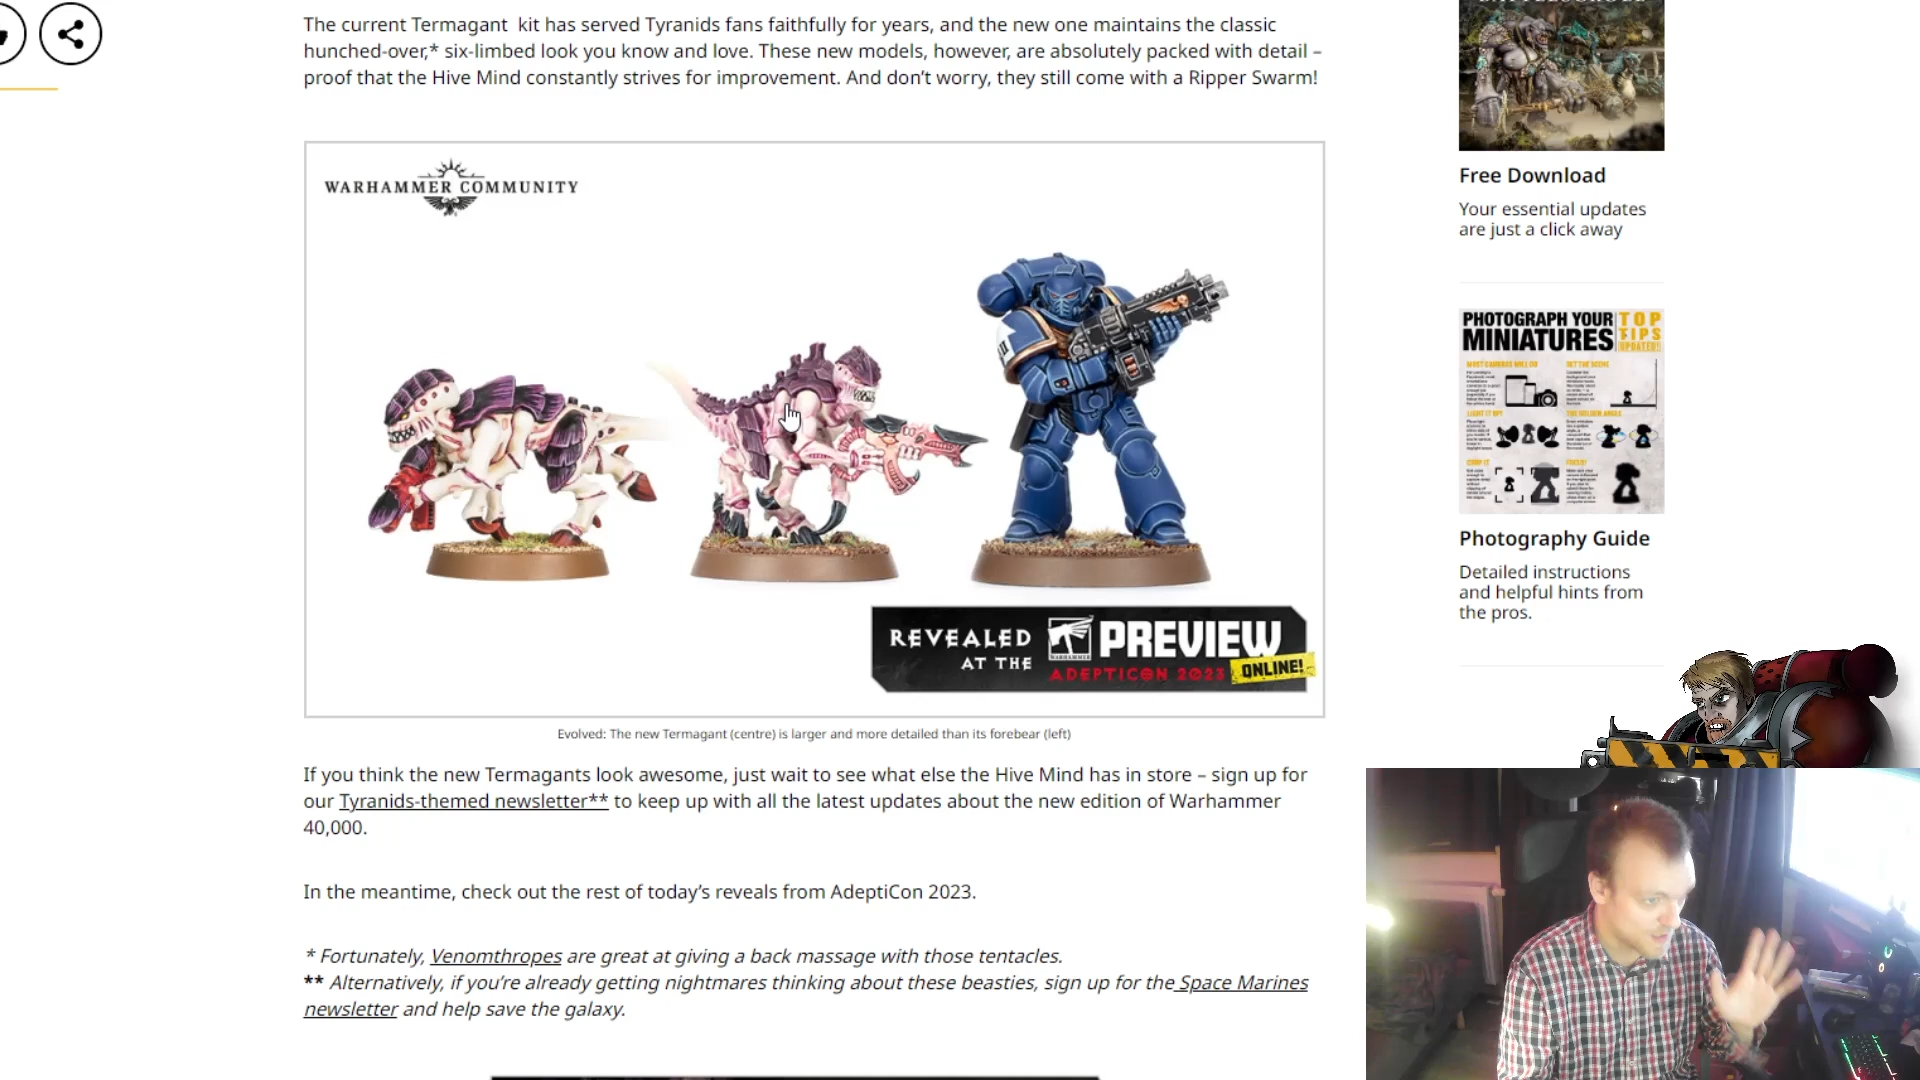 The current Termagant kit has served Tyranids fans faithfully for years, and the new one maintains the classic
hunched-over,* six-limbed look you know and love. These new models, however, are absolutely packed with detail –
proof that the Hive Mind constantly strives for improvement. And don’t worry, they still come with a Ripper Swarm!
WARHAMMER COMMUNITY
REVEALED
AT THE
PREVIEW
WARHAMMER
ADEPTICON 2023
ONLINE!
Evolved: The new Termagant (centre) is larger and more detailed than its forebear (left)
If you think the new Termagants look awesome, just wait to see what else the Hive Mind has in store – sign up for
our Tyranids-themed newsletter** to keep up with all the latest updates about the new edition of Warhammer
40,000.
In the meantime, check out the rest of today’s reveals from AdeptiCon 2023.
* Fortunately, Venomthropes are great at giving a back massage with those tentacles.
** Alternatively, if you’re already getting nightmares thinking about these beasties, sign up for the Space Marines
newsletter and help save the galaxy.
Free Download
Your essential updates
are just a click away
PHOTOGRAPH YOUR
MINIATURES
TOP
TIPS
UPDATED!
Photography Guide
Detailed instructions
and helpful hints from
the pros.